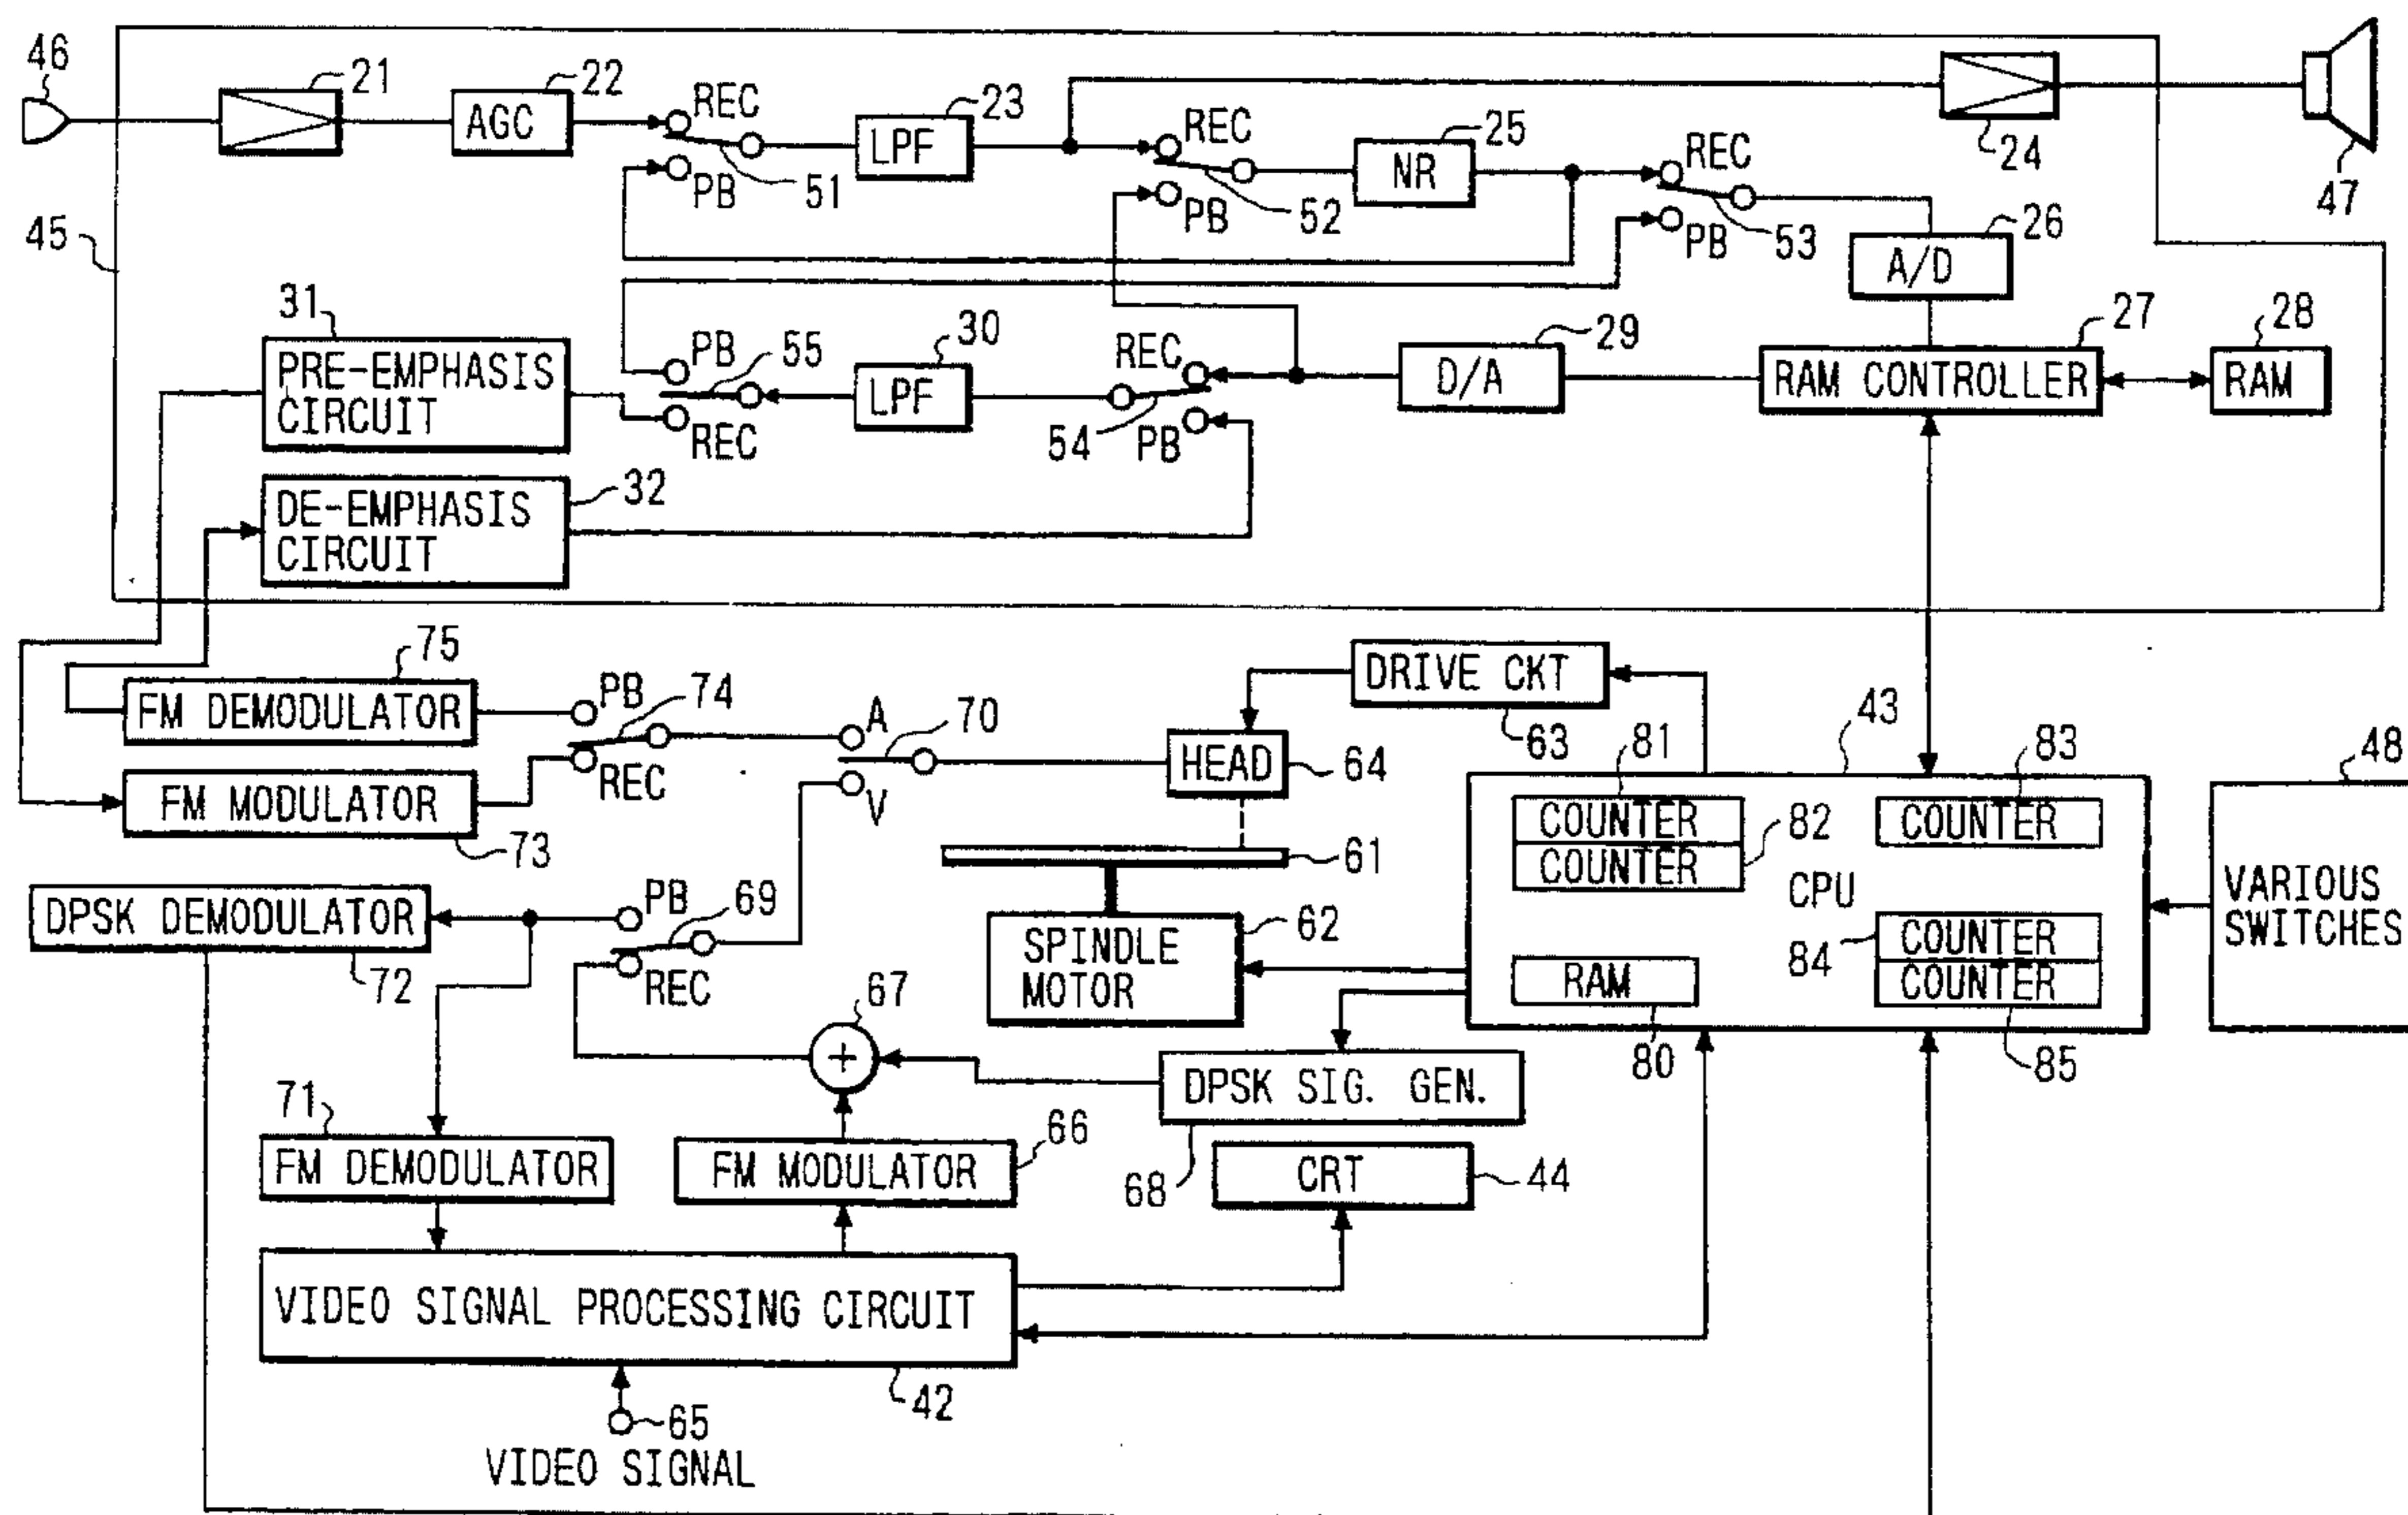 46
21
22
AGC
REC
PB
51
23
LPF
REC
PB
52
25
NR
REC
PB
53
24
47
45
26
A/D
31
PRE-EMPHASIS
CIRCUIT
PB
REC
55
30
LPF
REC
PB
54
29
D/A
27
RAM CONTROLLER
28
RAM
32
DE-EMPHASIS
CIRCUIT
75
FM DEMODULATOR
PB
REC
74
A
V
70
DRIVE CKT
63
HEAD
64
FM MODULATOR
73
61
43
81
COUNTER
82
COUNTER
83
COUNTER
CPU
84
COUNTER
COUNTER
85
RAM
80
48
VARIOUS
SWITCHES
DPSK DEMODULATOR
72
PB
REC
69
SPINDLE
MOTOR
62
67
+
DPSK SIG. GEN.
68
71
FM DEMODULATOR
66
FM MODULATOR
CRT
44
VIDEO SIGNAL PROCESSING CIRCUIT
42
65
VIDEO SIGNAL